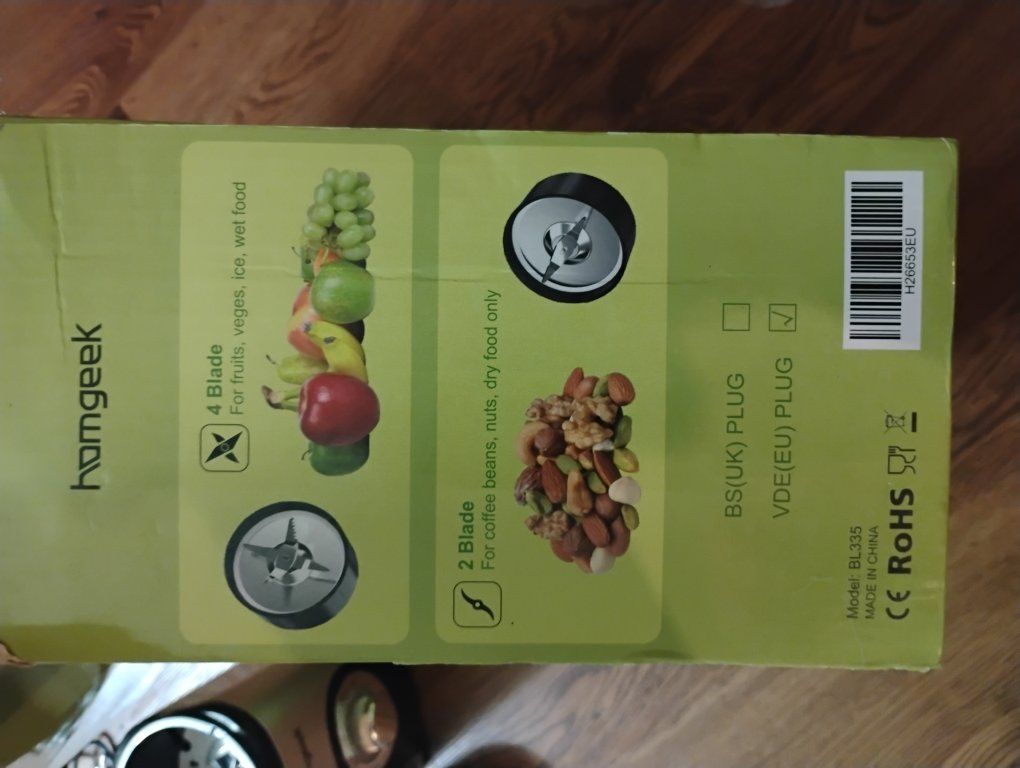 homgeek
4 Blade
For fruits, veges, ice, wet food
2 Blade
For coffee beans, nuts, dry food only
BS(UK) PLUG
VDE(EU) PLUG
Model: BL335
MADE IN CHINA
CE RoHS
H26653EU